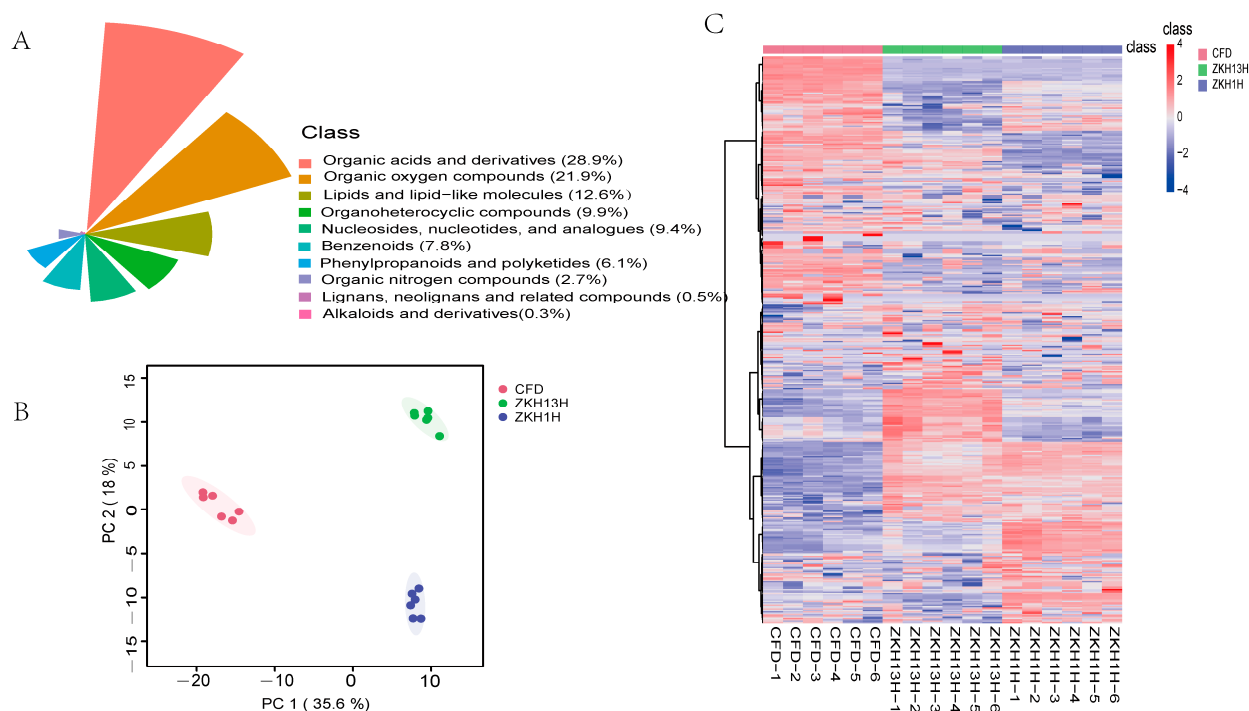 A
Class
Organic acids and derivatives (28.9%)
Organic oxygen compounds (21.9%)
Lipids and lipid−like molecules (12.6%)
Organoheterocyclic compounds (9.9%)
Nucleosides, nucleotides, and analogues (9.4%)
Benzenoids (7.8%)
Phenylpropanoids and polyketides (6.1%)
Organic nitrogen compounds (2.7%)
Lignans, neolignans and related compounds (0.5%)
Alkaloids and derivatives(0.3%)
B
PC 2 ( 18 %)
15
10
5
0
−5
−10
−15
−20
−10
0
10
PC 1 ( 35.6 %)
CFD
ZKH13H
ZKH1H
C
class
class
4
2
0
−2
−4
CFD
ZKH13H
ZKH1H
CFD−1
CFD−2
CFD−3
CFD−4
CFD−5
CFD−6
ZKH13H−1
ZKH13H−2
ZKH13H−3
ZKH13H−4
ZKH13H−5
ZKH13H−6
ZKH1H−1
ZKH1H−2
ZKH1H−3
ZKH1H−4
ZKH1H−5
ZKH1H−6